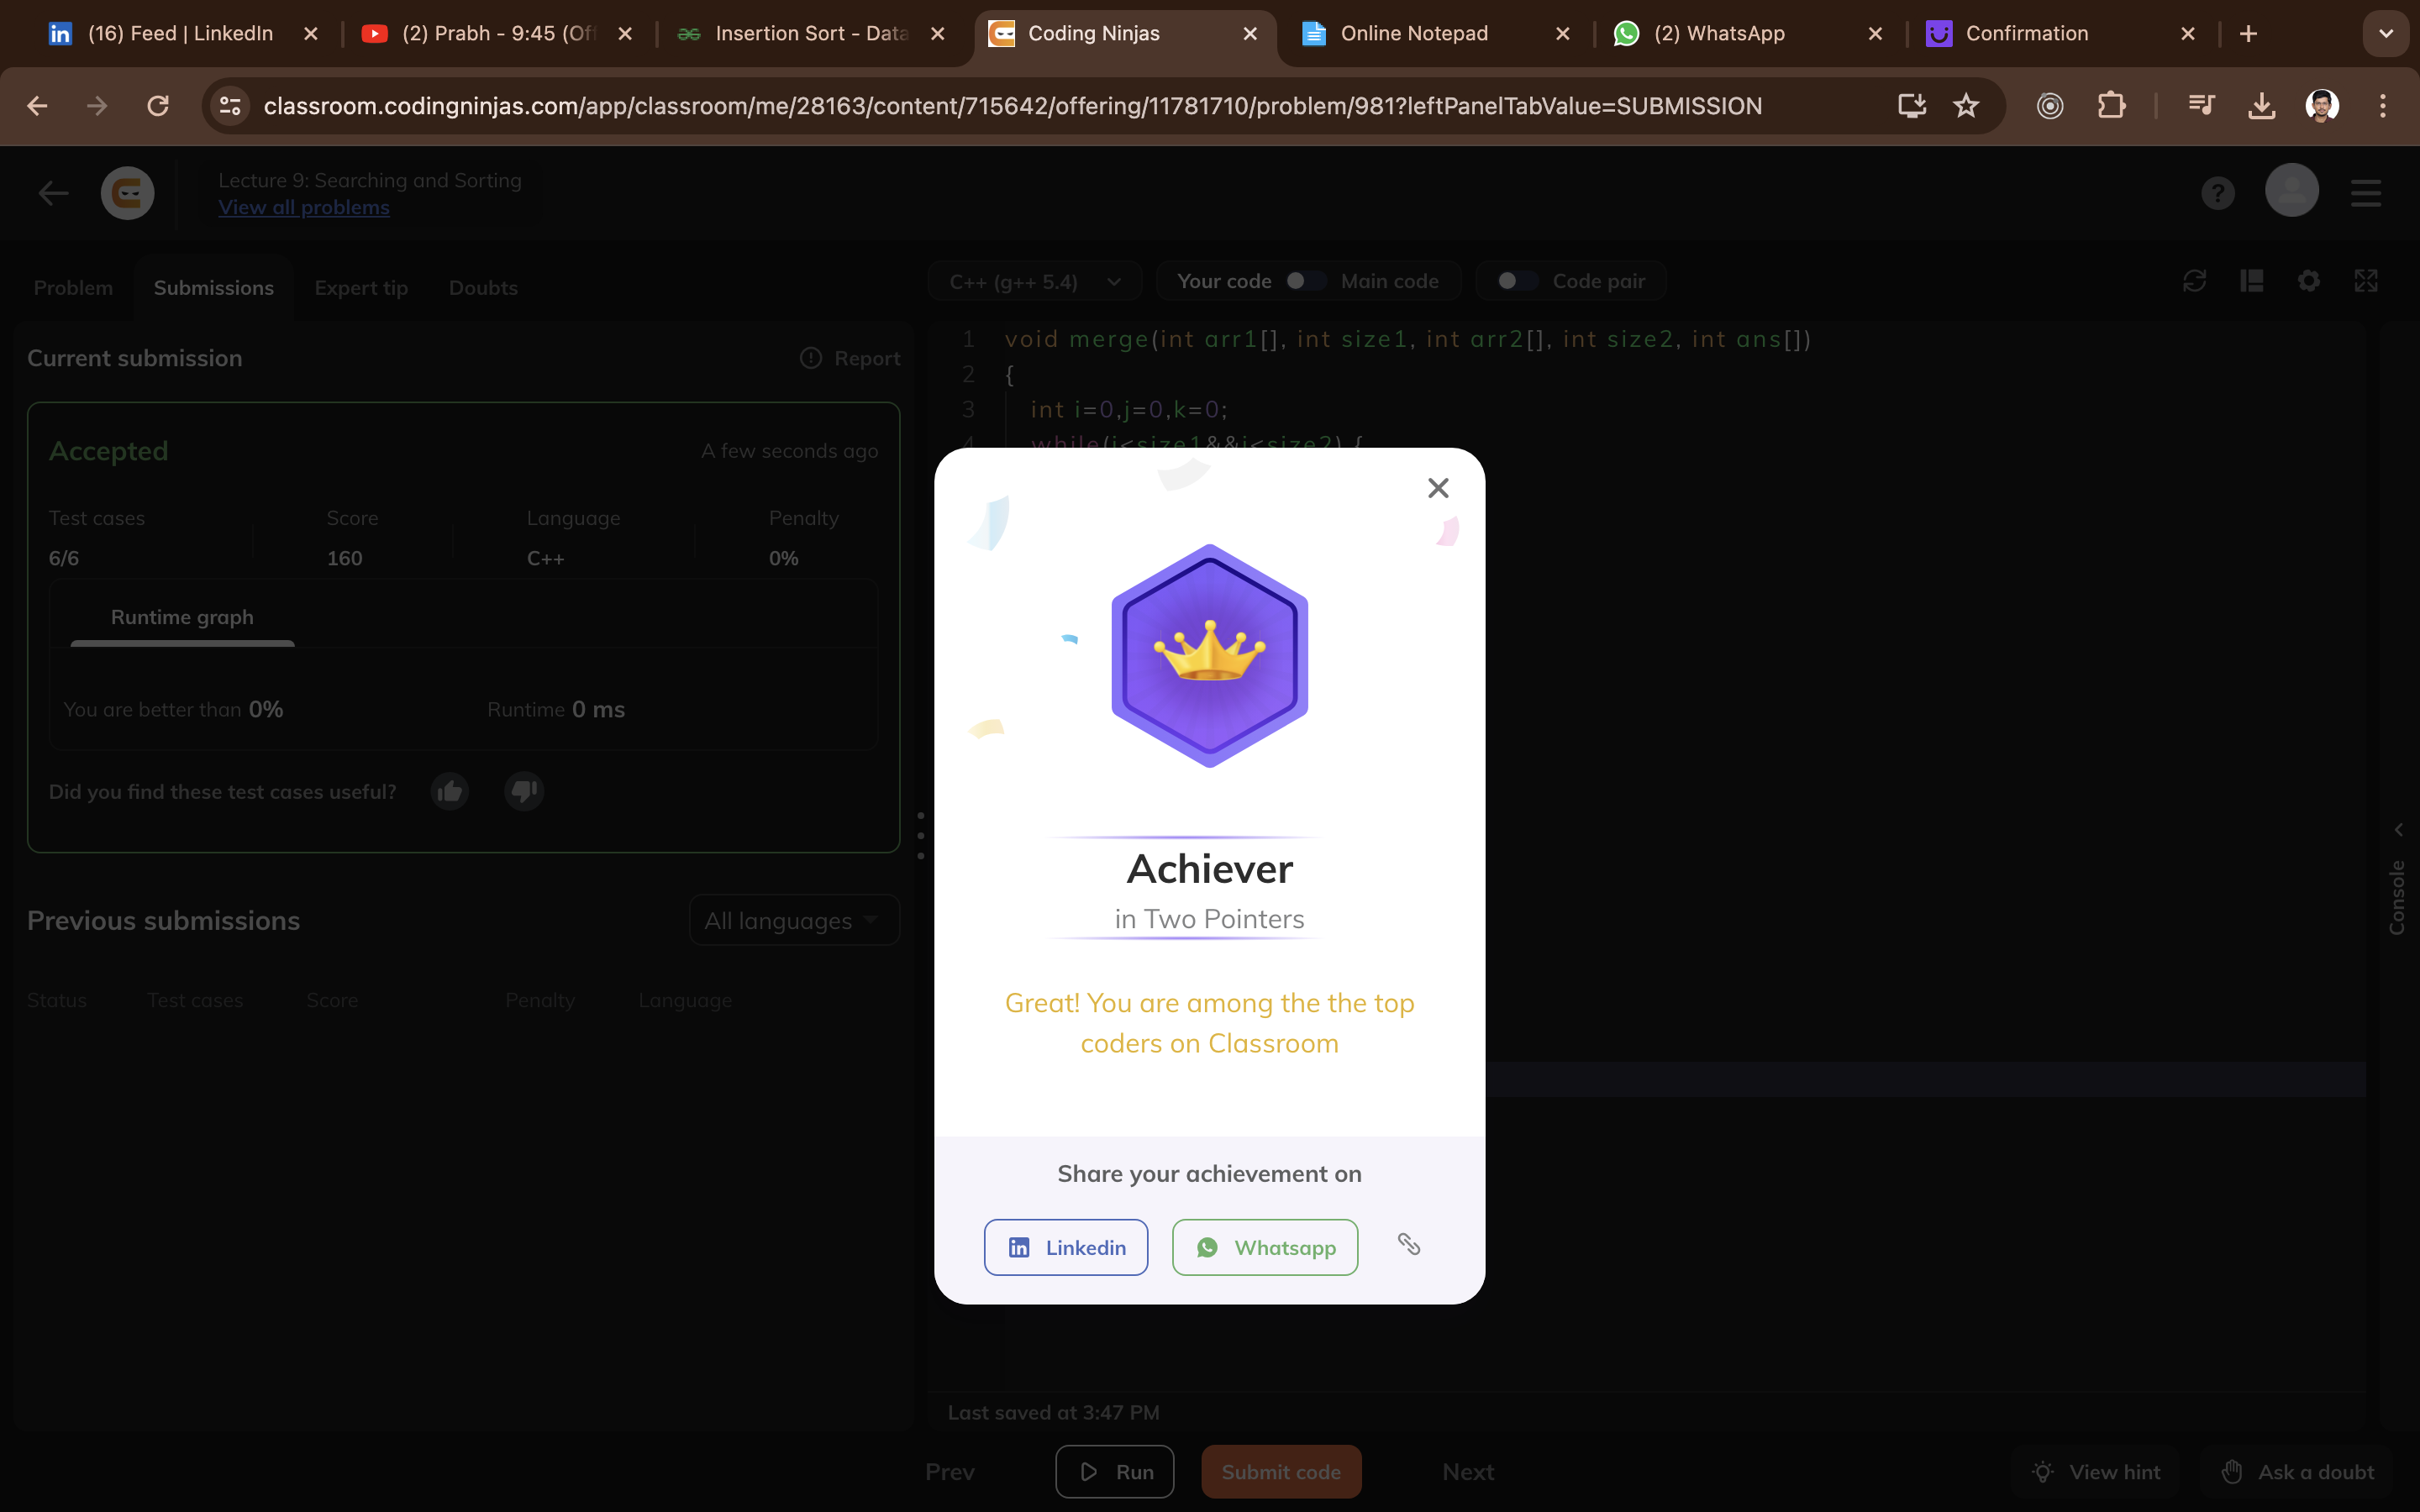 (16) Feed | LinkedIn
(2) Prabh - 9:45 (Off
Insertion Sort - Data
Coding Ninjas
Online Notepad
(2) WhatsApp
Confirmation
classroom.codingninjas.com/app/classroom/me/28163/content/715642/offering/11781710/problem/981?leftPanelTabValue=SUBMISSION
Lecture 9: Searching and Sorting
View all problems
Problem
Submissions
Expert tip
Doubts
Current submission
Report
Accepted
A few seconds ago
Test cases
Score
Language
Penalty
6/6
160
C++
0%
Runtime graph
You are better than 0%
Runtime 0 ms
Did you find these test cases useful?
Previous submissions
All languages
Status
Test cases
Score
Penalty
Language
C++ (g++ 5.4)
Your code
Main code
Code pair
1 void merge(int arr1[], int size1, int arr2[], int size2, int ans[])
2 {
3 int i=0,j=0,k=0;
4 while(i<size1&&j<size2) {
Achiever
in Two Pointers
Great! You are among the the top
coders on Classroom
Share your achievement on
Linkedin
Whatsapp
Console
Last saved at 3:47 PM
Prev
Run
Submit code
Next
View hint
Ask a doubt